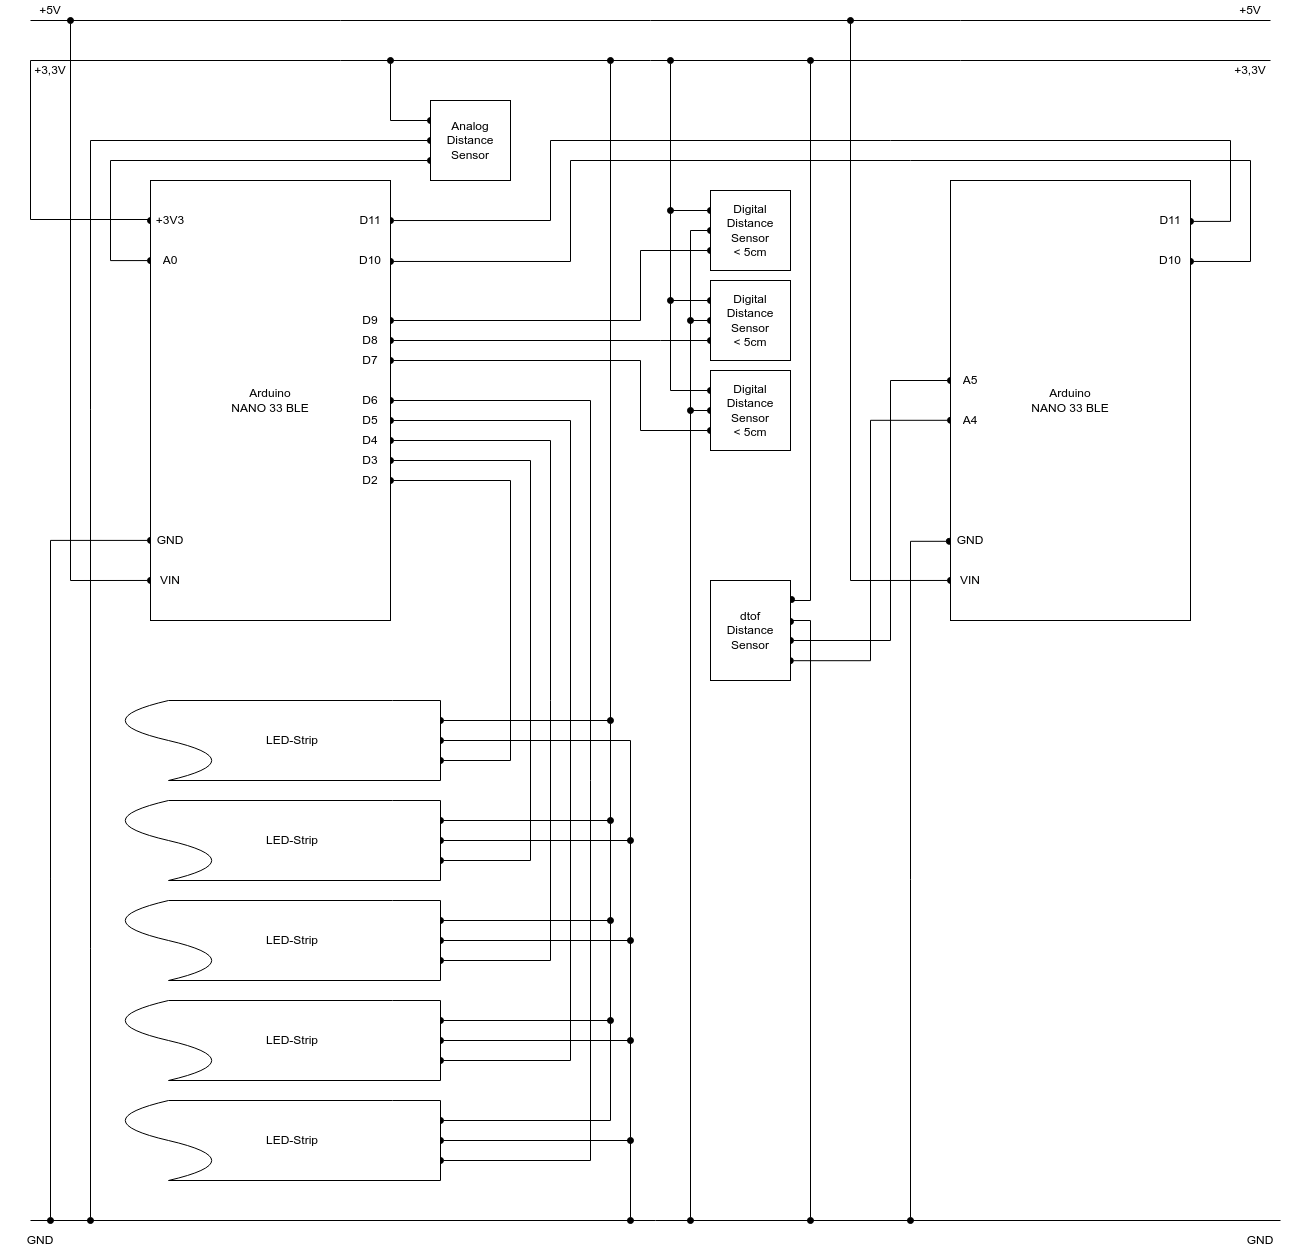 +5V
+5V
+3,3V
+3,3V
Analog
Distance
Sensor
+3V3
A0
D11
D10
D9
D8
D7
D6
D5
D4
D3
D2
Arduino
NANO 33 BLE
GND
VIN
Digital
Distance
Sensor
< 5cm
Digital
Distance
Sensor
< 5cm
Digital
Distance
Sensor
< 5cm
D11
D10
A5
A4
Arduino
NANO 33 BLE
GND
VIN
dtof
Distance
Sensor
LED-Strip
LED-Strip
LED-Strip
LED-Strip
LED-Strip
GND
GND